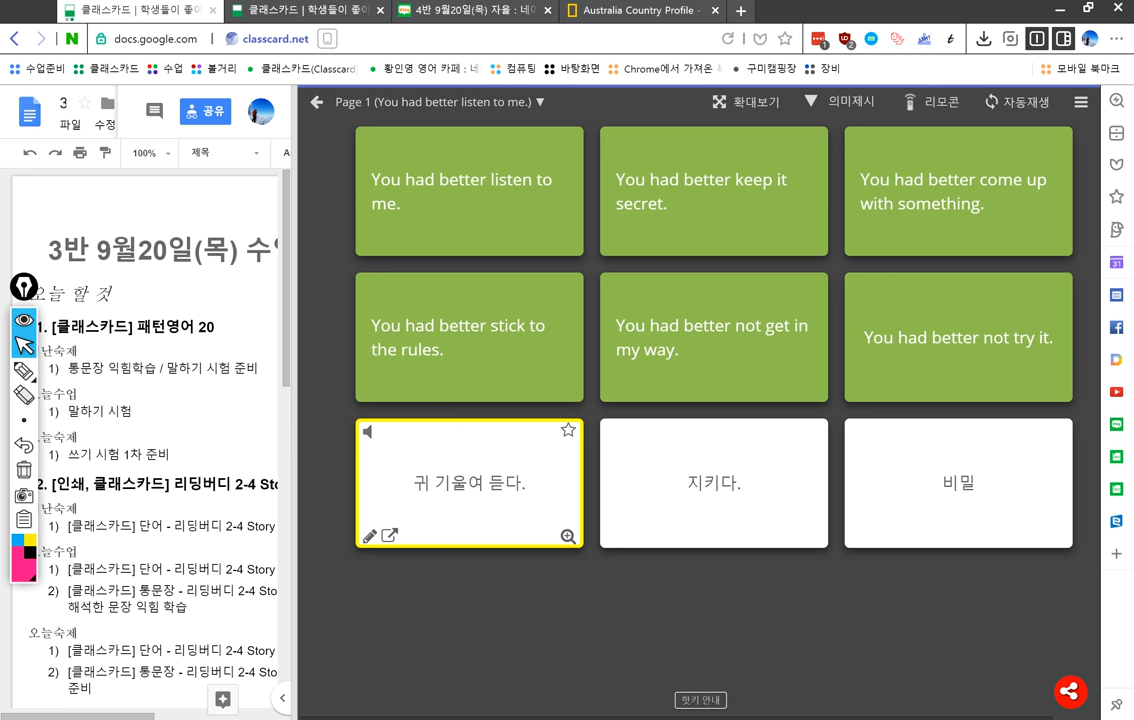 클래스카드 | 학생들이 좋아
클래스카드 | 학생들이 좋아
4반 9월20일(목) 자율 : 네이
Australia Country Profile -
docs.google.com
classcard.net
수업준비
클래스카드
수업
볼거리
클래스카드(Classcard
황인영 영어 카페 : 네
컴퓨팅
바탕화면
Chrome에서 가져온
구미캠핑장
장비
모바일 북마크
3
파일
수정
공유
100%
제목
3반 9월20일(목) 수
오늘 할 것
1. [클래스카드] 패턴영어 20
난숙제
1) 통문장 익힘학습 / 말하기 시험 준비
오늘수업
1) 말하기 시험
오늘숙제
1) 쓰기 시험 1차 준비
2. [인쇄, 클래스카드] 리딩버디 2-4 Sto
난숙제
1) [클래스카드] 단어 - 리딩버디 2-4 Story
늘수업
1) [클래스카드] 단어 - 리딩버디 2-4 Story
2) [클래스카드] 통문장 - 리딩버디 2-4 Sto
해석한 문장 익힘 학습
오늘숙제
1) [클래스카드] 단어 - 리딩버디 2-4 Story
2) [클래스카드] 통문장 - 리딩버디 2-4 Sto
준비
Page 1 (You had better listen to me.) ▼
확대보기
의미제시
리모콘
자동재생
You had better listen to
me.
You had better keep it
secret.
You had better come up
with something.
You had better stick to
the rules.
You had better not get in
my way.
You had better not try it.
귀 기울여 듣다.
지키다.
비밀
핫키 안내
31